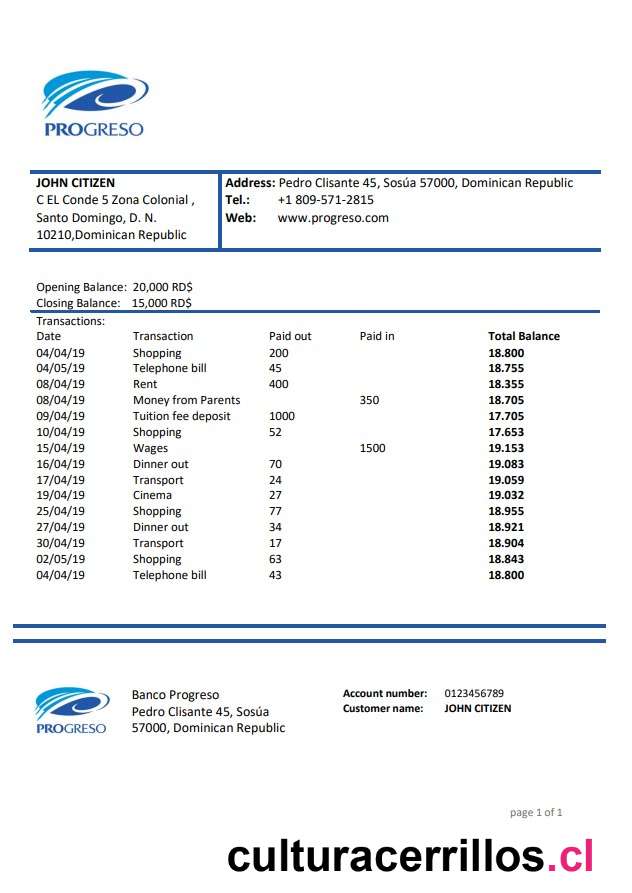 PROGRESO
JOHN CITIZEN
C EL Conde 5 Zona Colonial ,
Santo Domingo, D. N.
10210,Dominican Republic
Address: Pedro Clisante 45, Sosúa 57000, Dominican Republic
Tel.: +1 809-571-2815
Web: www.progreso.com
Opening Balance: 20,000 RD$
Closing Balance: 15,000 RD$
Transactions:
Date Transaction Paid out Paid in Total Balance
04/04/19 Shopping 200 18.800
04/05/19 Telephone bill 45 18.755
08/04/19 Rent 400 18.355
08/04/19 Money from Parents 350 18.705
09/04/19 Tuition fee deposit 1000 17.705
10/04/19 Shopping 52 17.653
15/04/19 Wages 1500 19.153
16/04/19 Dinner out 70 19.083
17/04/19 Transport 24 19.059
19/04/19 Cinema 27 19.032
25/04/19 Shopping 77 18.955
27/04/19 Dinner out 34 18.921
30/04/19 Transport 17 18.904
02/05/19 Shopping 63 18.843
04/04/19 Telephone bill 43 18.800
PROGRESO
Banco Progreso
Pedro Clisante 45, Sosúa
57000, Dominican Republic
Account number: 0123456789
Customer name: JOHN CITIZEN
page 1 of 1
culturacerrillos.cl